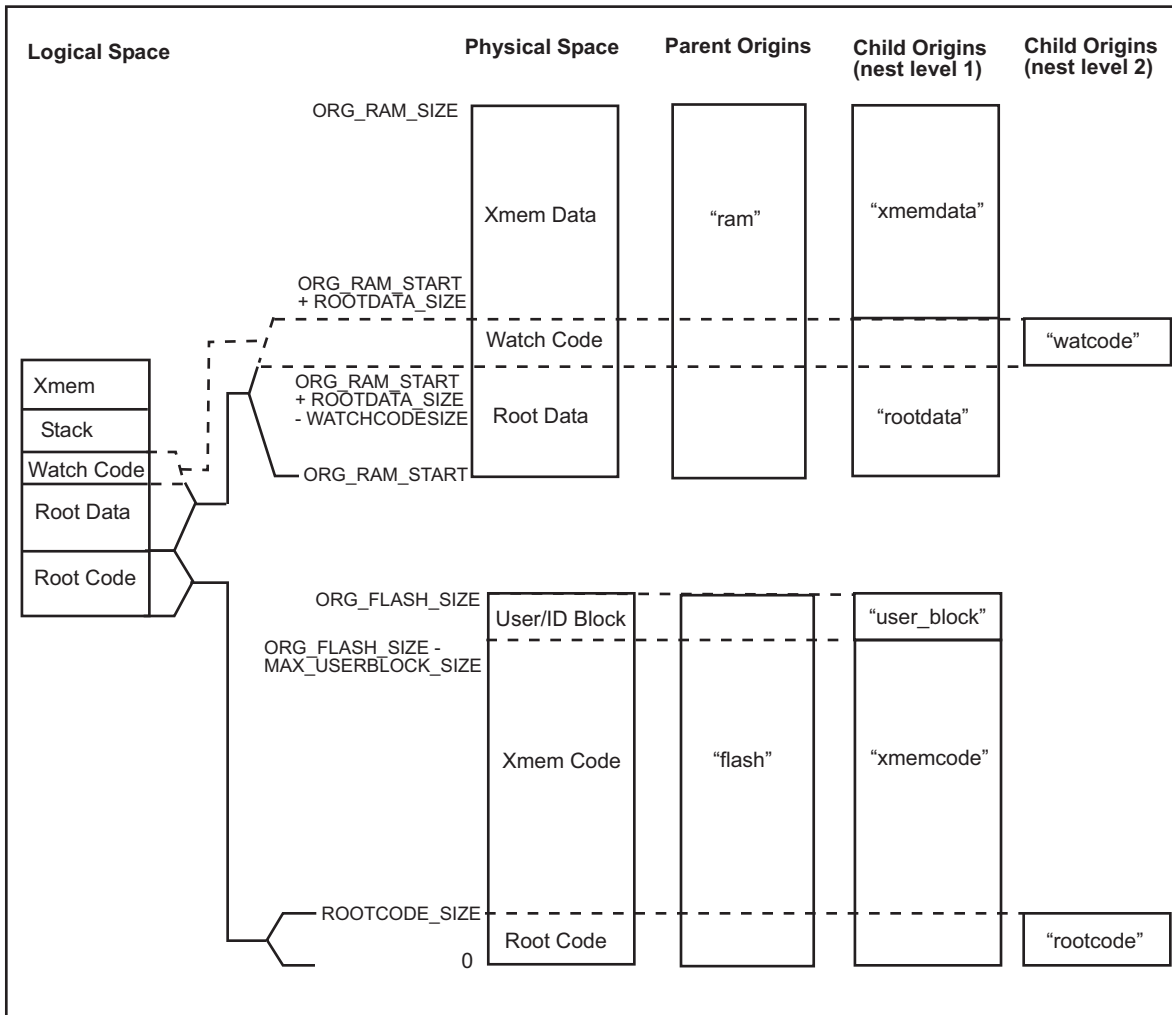 Logical Space
Physical Space
Parent Origins
Child Origins
(nest level 1)
Child Origins
(nest level 2)
ORG_RAM_SIZE
Xmem Data
“ram”
“xmemdata”
ORG_RAM_START
+ ROOTDATA_SIZE
Watch Code
“watcode”
ORG_RAM_START
+ ROOTDATA_SIZE
- WATCHCODESIZE
Root Data
“rootdata”
ORG_RAM_START
Xmem
Stack
Watch Code
Root Data
Root Code
ORG_FLASH_SIZE
User/ID Block
“user_block”
ORG_FLASH_SIZE -
MAX_USERBLOCK_SIZE
Xmem Code
“flash”
“xmemcode”
ROOTCODE_SIZE
Root Code
“rootcode”
0